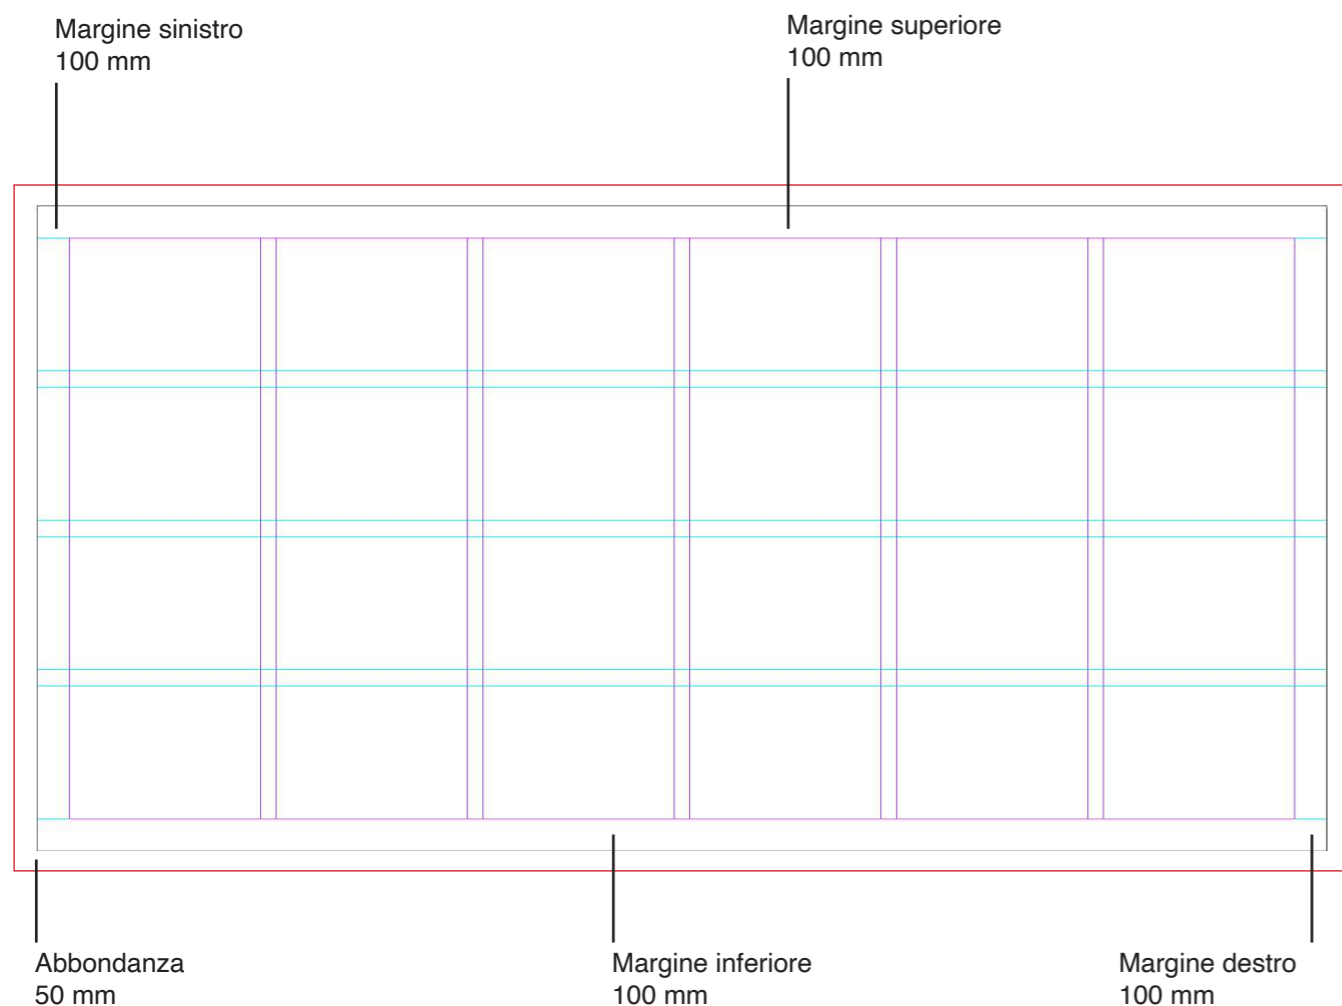 Margine sinistro
100 mm
Margine superiore
100 mm
Abbondanza
50 mm
Margine inferiore
100 mm
Margine destro
100 mm